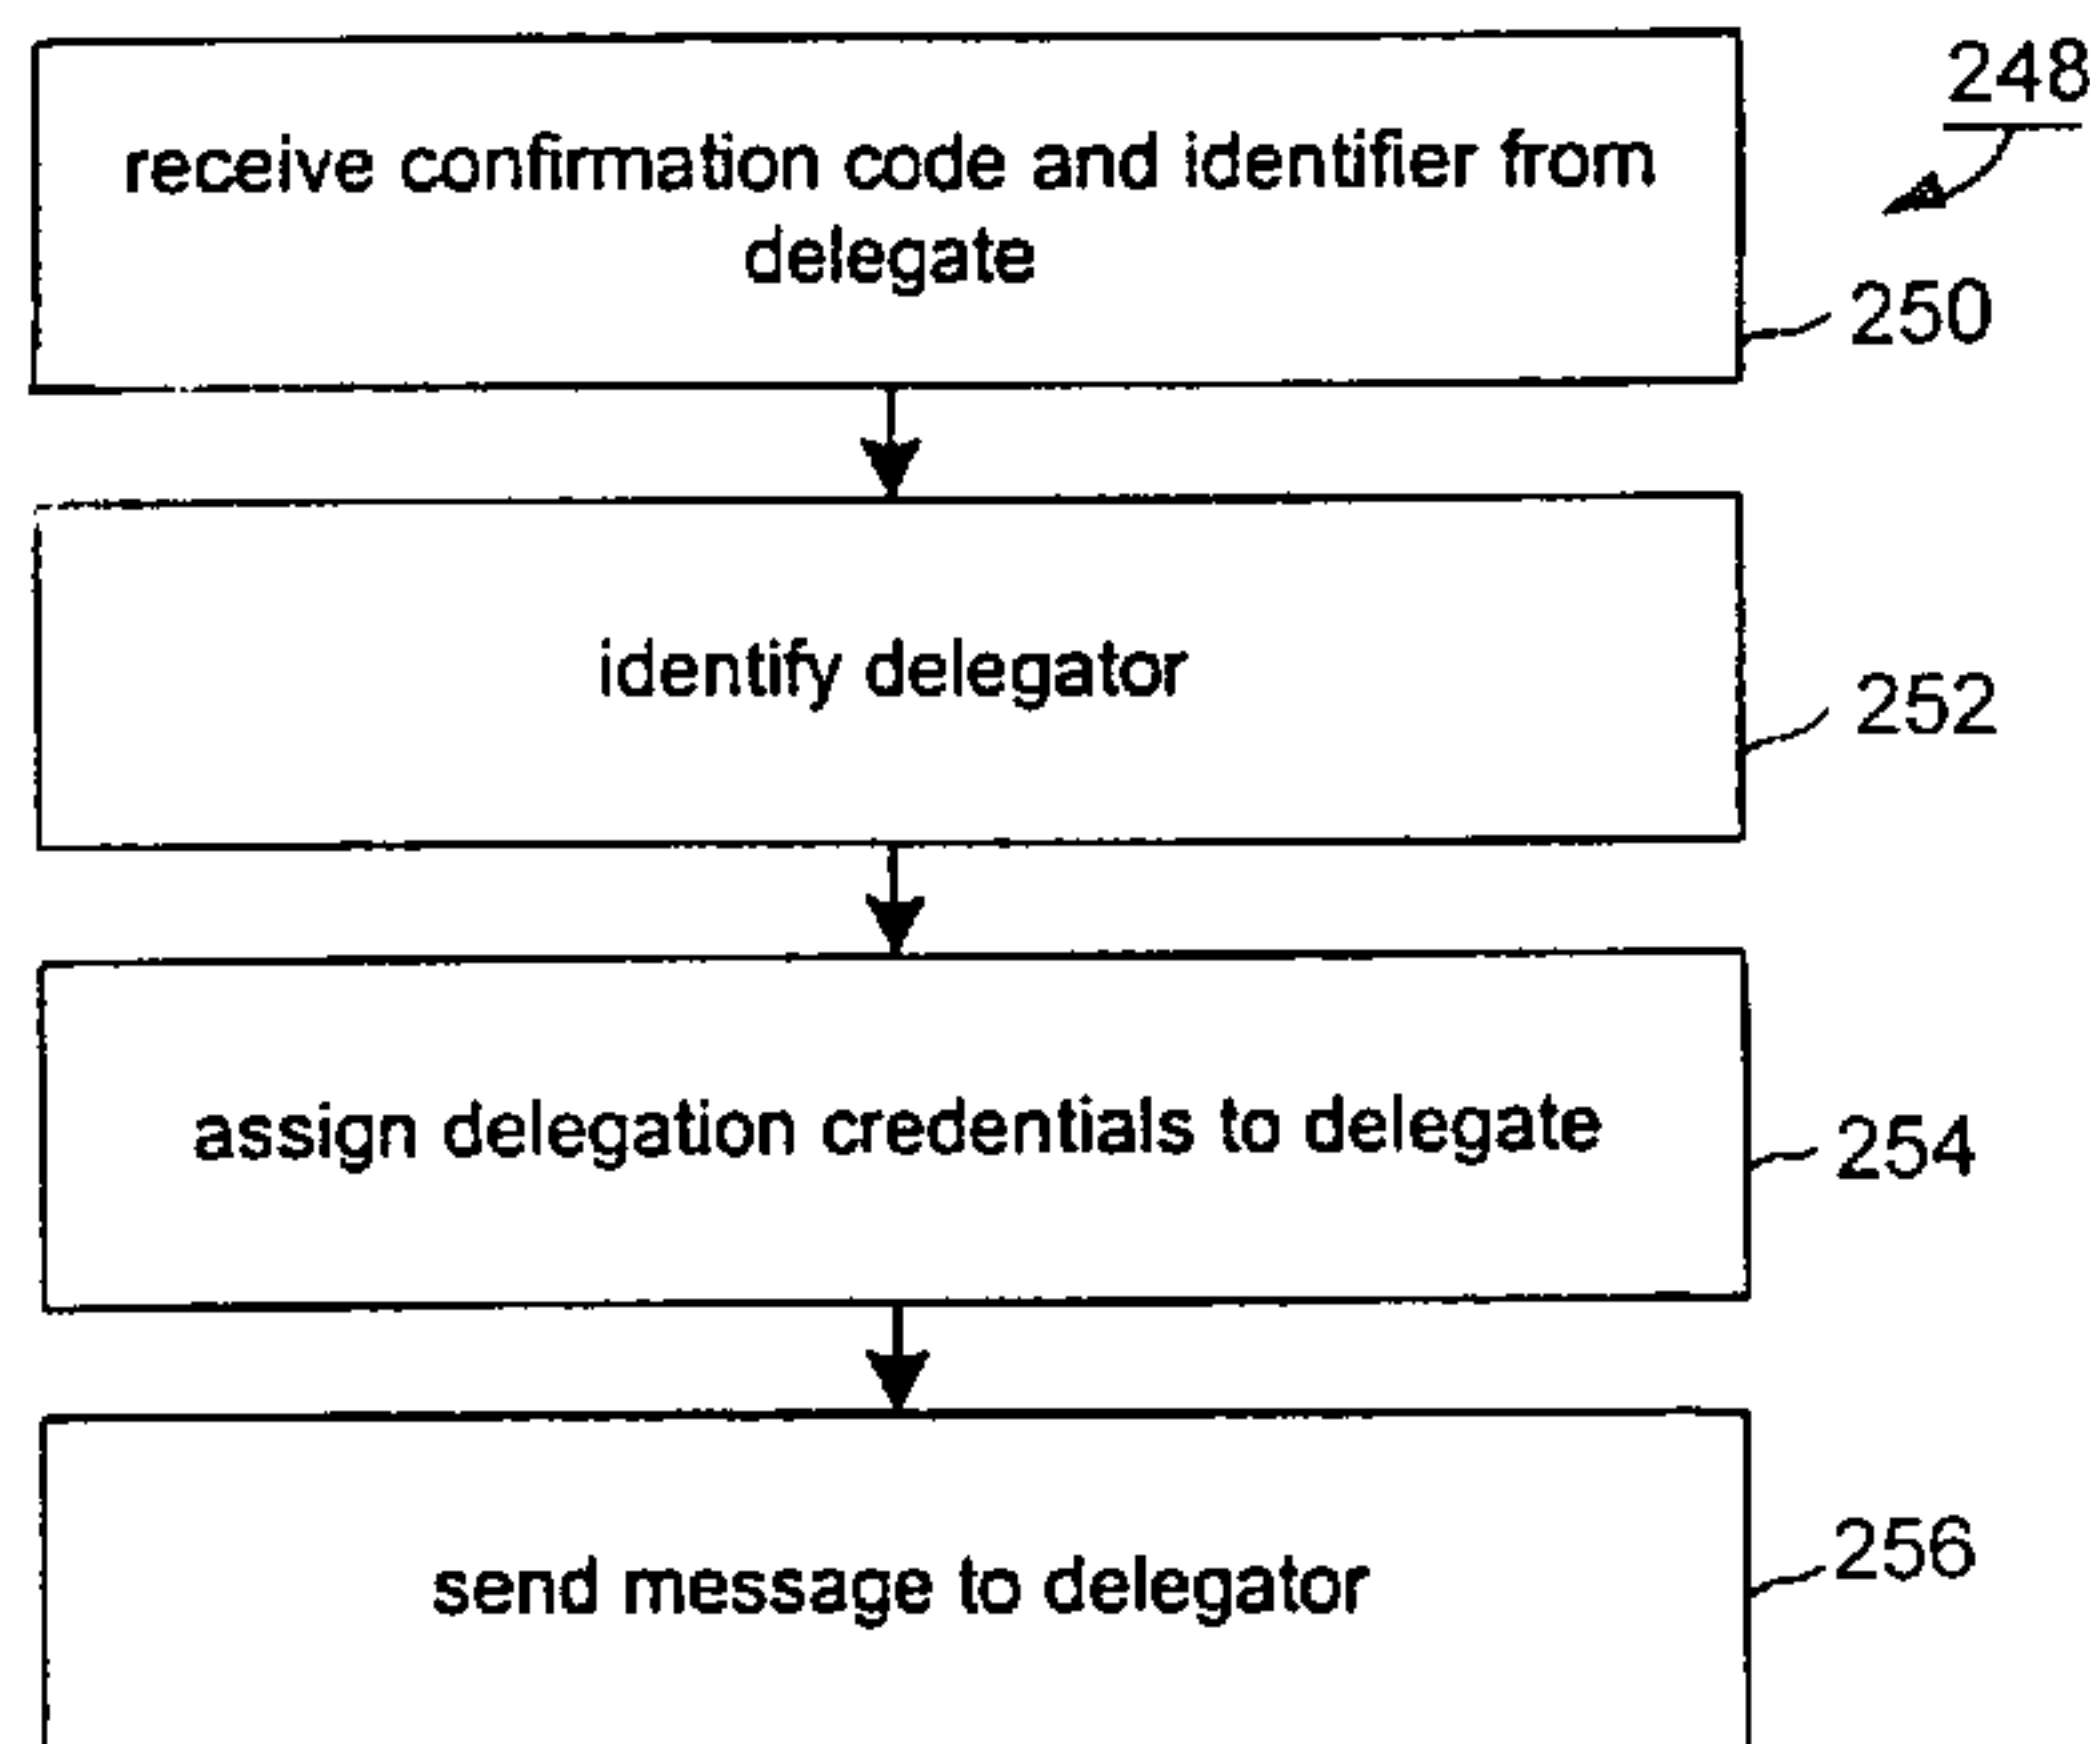 248
receive confirmation code and identifier from
delegate
250
identify delegator
252
assign delegation credentials to delegate
254
send message to delegator
256